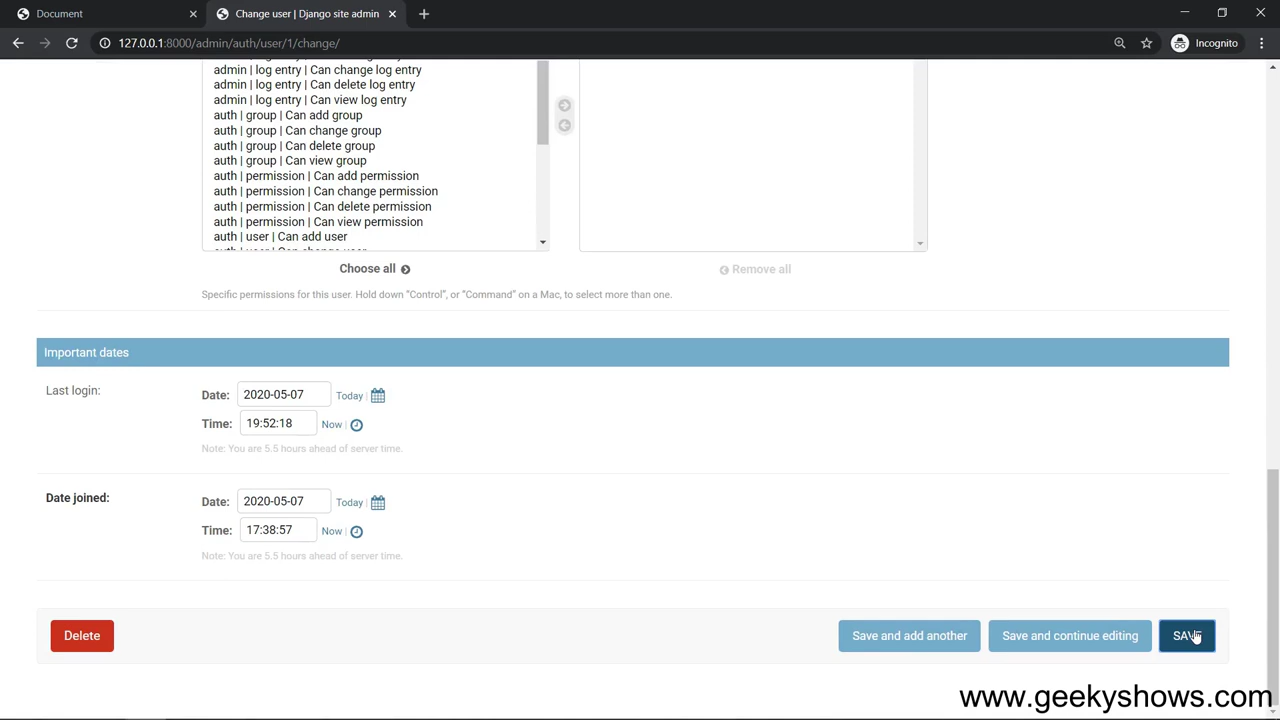 Document
Change user | Django site admin
127.0.0.1:8000/admin/auth/user/1/change/
Incognito
admin | log entry | Can change log entry
admin | log entry | Can delete log entry
admin | log entry | Can view log entry
auth | group | Can add group
auth | group | Can change group
auth | group | Can delete group
auth | group | Can view group
auth | permission | Can add permission
auth | permission | Can change permission
auth | permission | Can delete permission
auth | permission | Can view permission
auth | user | Can add user
Choose all
Remove all
Specific permissions for this user. Hold down "Control", or "Command" on a Mac, to select more than one.
Important dates
Last login:
Date: 2020-05-07 Today |
Time: 19:52:18 Now |
Note: You are 5.5 hours ahead of server time.
Date joined:
Date: 2020-05-07 Today |
Time: 17:38:57 Now |
Note: You are 5.5 hours ahead of server time.
Delete
Save and add another
Save and continue editing
SAVE
www.geekyshows.com